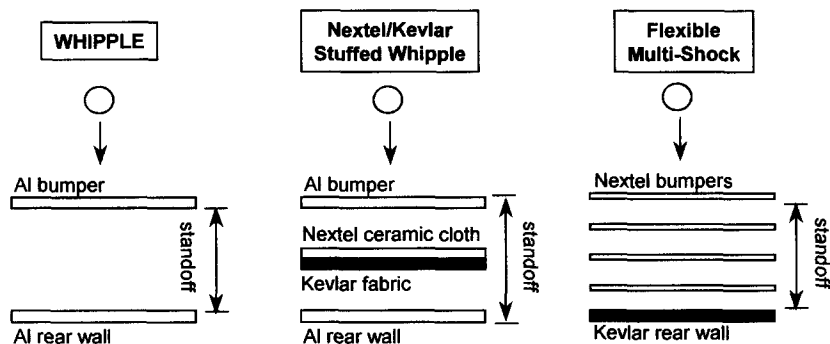 WHIPPLE
Al bumper
standoff
Al rear wall
Nextel/Kevlar
Stuffed Whipple
Al bumper
Nextel ceramic cloth
Kevlar fabric
standoff
Al rear wall
Flexible
Multi-Shock
Nextel bumpers
standoff
Kevlar rear wall